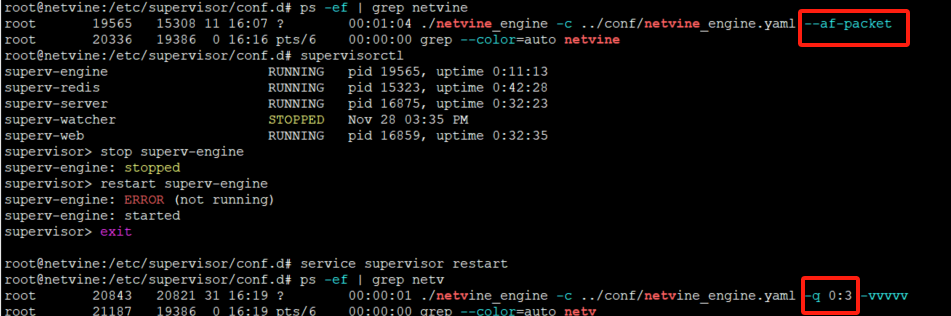 root@netvine:/etc/supervisor/conf.d# ps -ef | grep netvine
root 19565 15308 11 16:07 ? 00:01:04 ./netvine_engine -c ../conf/netvine_engine.yaml --af-packet
root 20336 19386 0 16:16 pts/6 00:00:00 grep --color=auto netvine
root@netvine:/etc/supervisor/conf.d# supervisorctl
superv-engine RUNNING pid 19565, uptime 0:11:13
superv-redis RUNNING pid 15323, uptime 0:42:28
superv-server RUNNING pid 16875, uptime 0:32:23
superv-watcher STOPPED Nov 28 03:35 PM
superv-web RUNNING pid 16859, uptime 0:32:35
supervisor> stop superv-engine
superv-engine: stopped
supervisor> restart superv-engine
superv-engine: ERROR (not running)
superv-engine: started
supervisor> exit
root@netvine:/etc/supervisor/conf.d# service supervisor restart
root@netvine:/etc/supervisor/conf.d# ps -ef | grep netv
root 20843 20821 31 16:19 ? 00:00:01 ./netvine_engine -c ../conf/netvine_engine.yaml -q 0:3 -vvvvv
root 21187 19386 0 16:19 pts/6 00:00:00 grep --color=auto netv